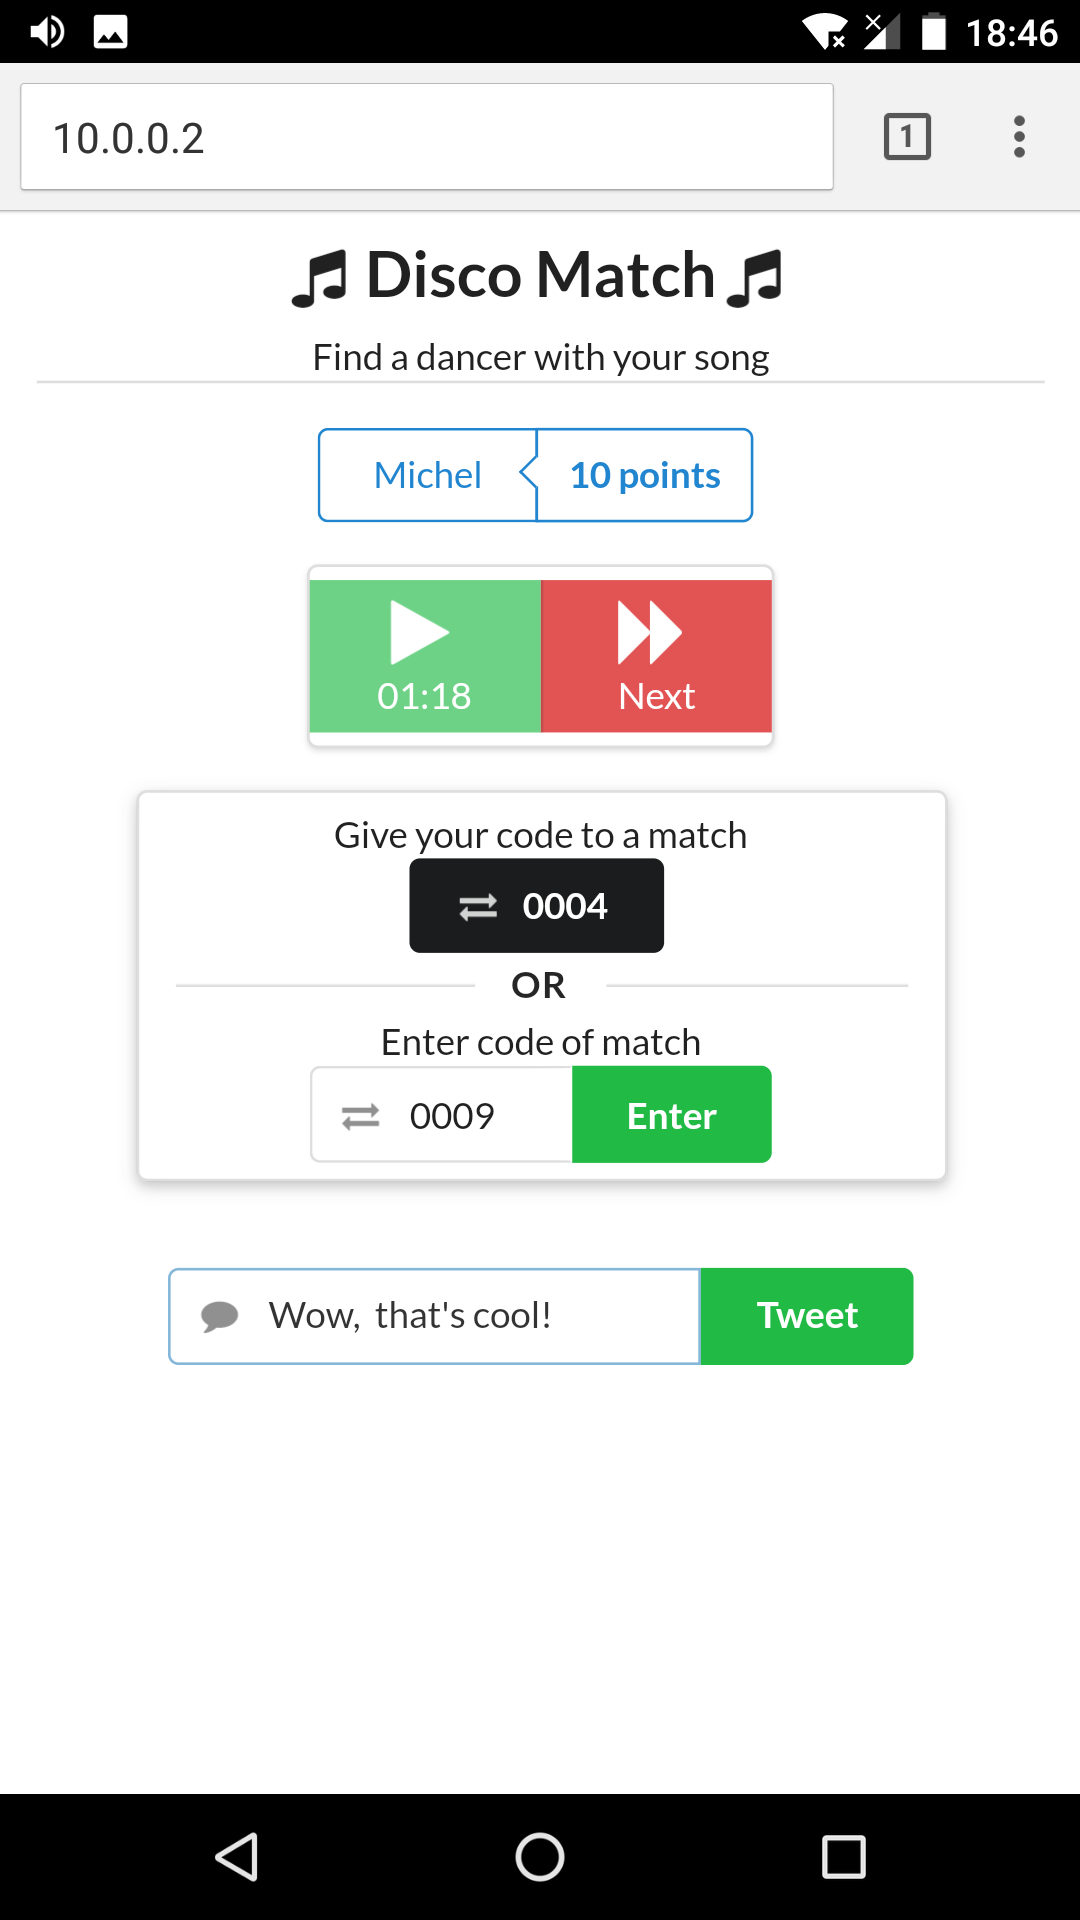 18:46
10.0.0.2
1
Disco Match
Find a dancer with your song
Michel 10 points
01:18 Next
Give your code to a match
0004
OR
Enter code of match
0009 Enter
Wow, that's cool! Tweet